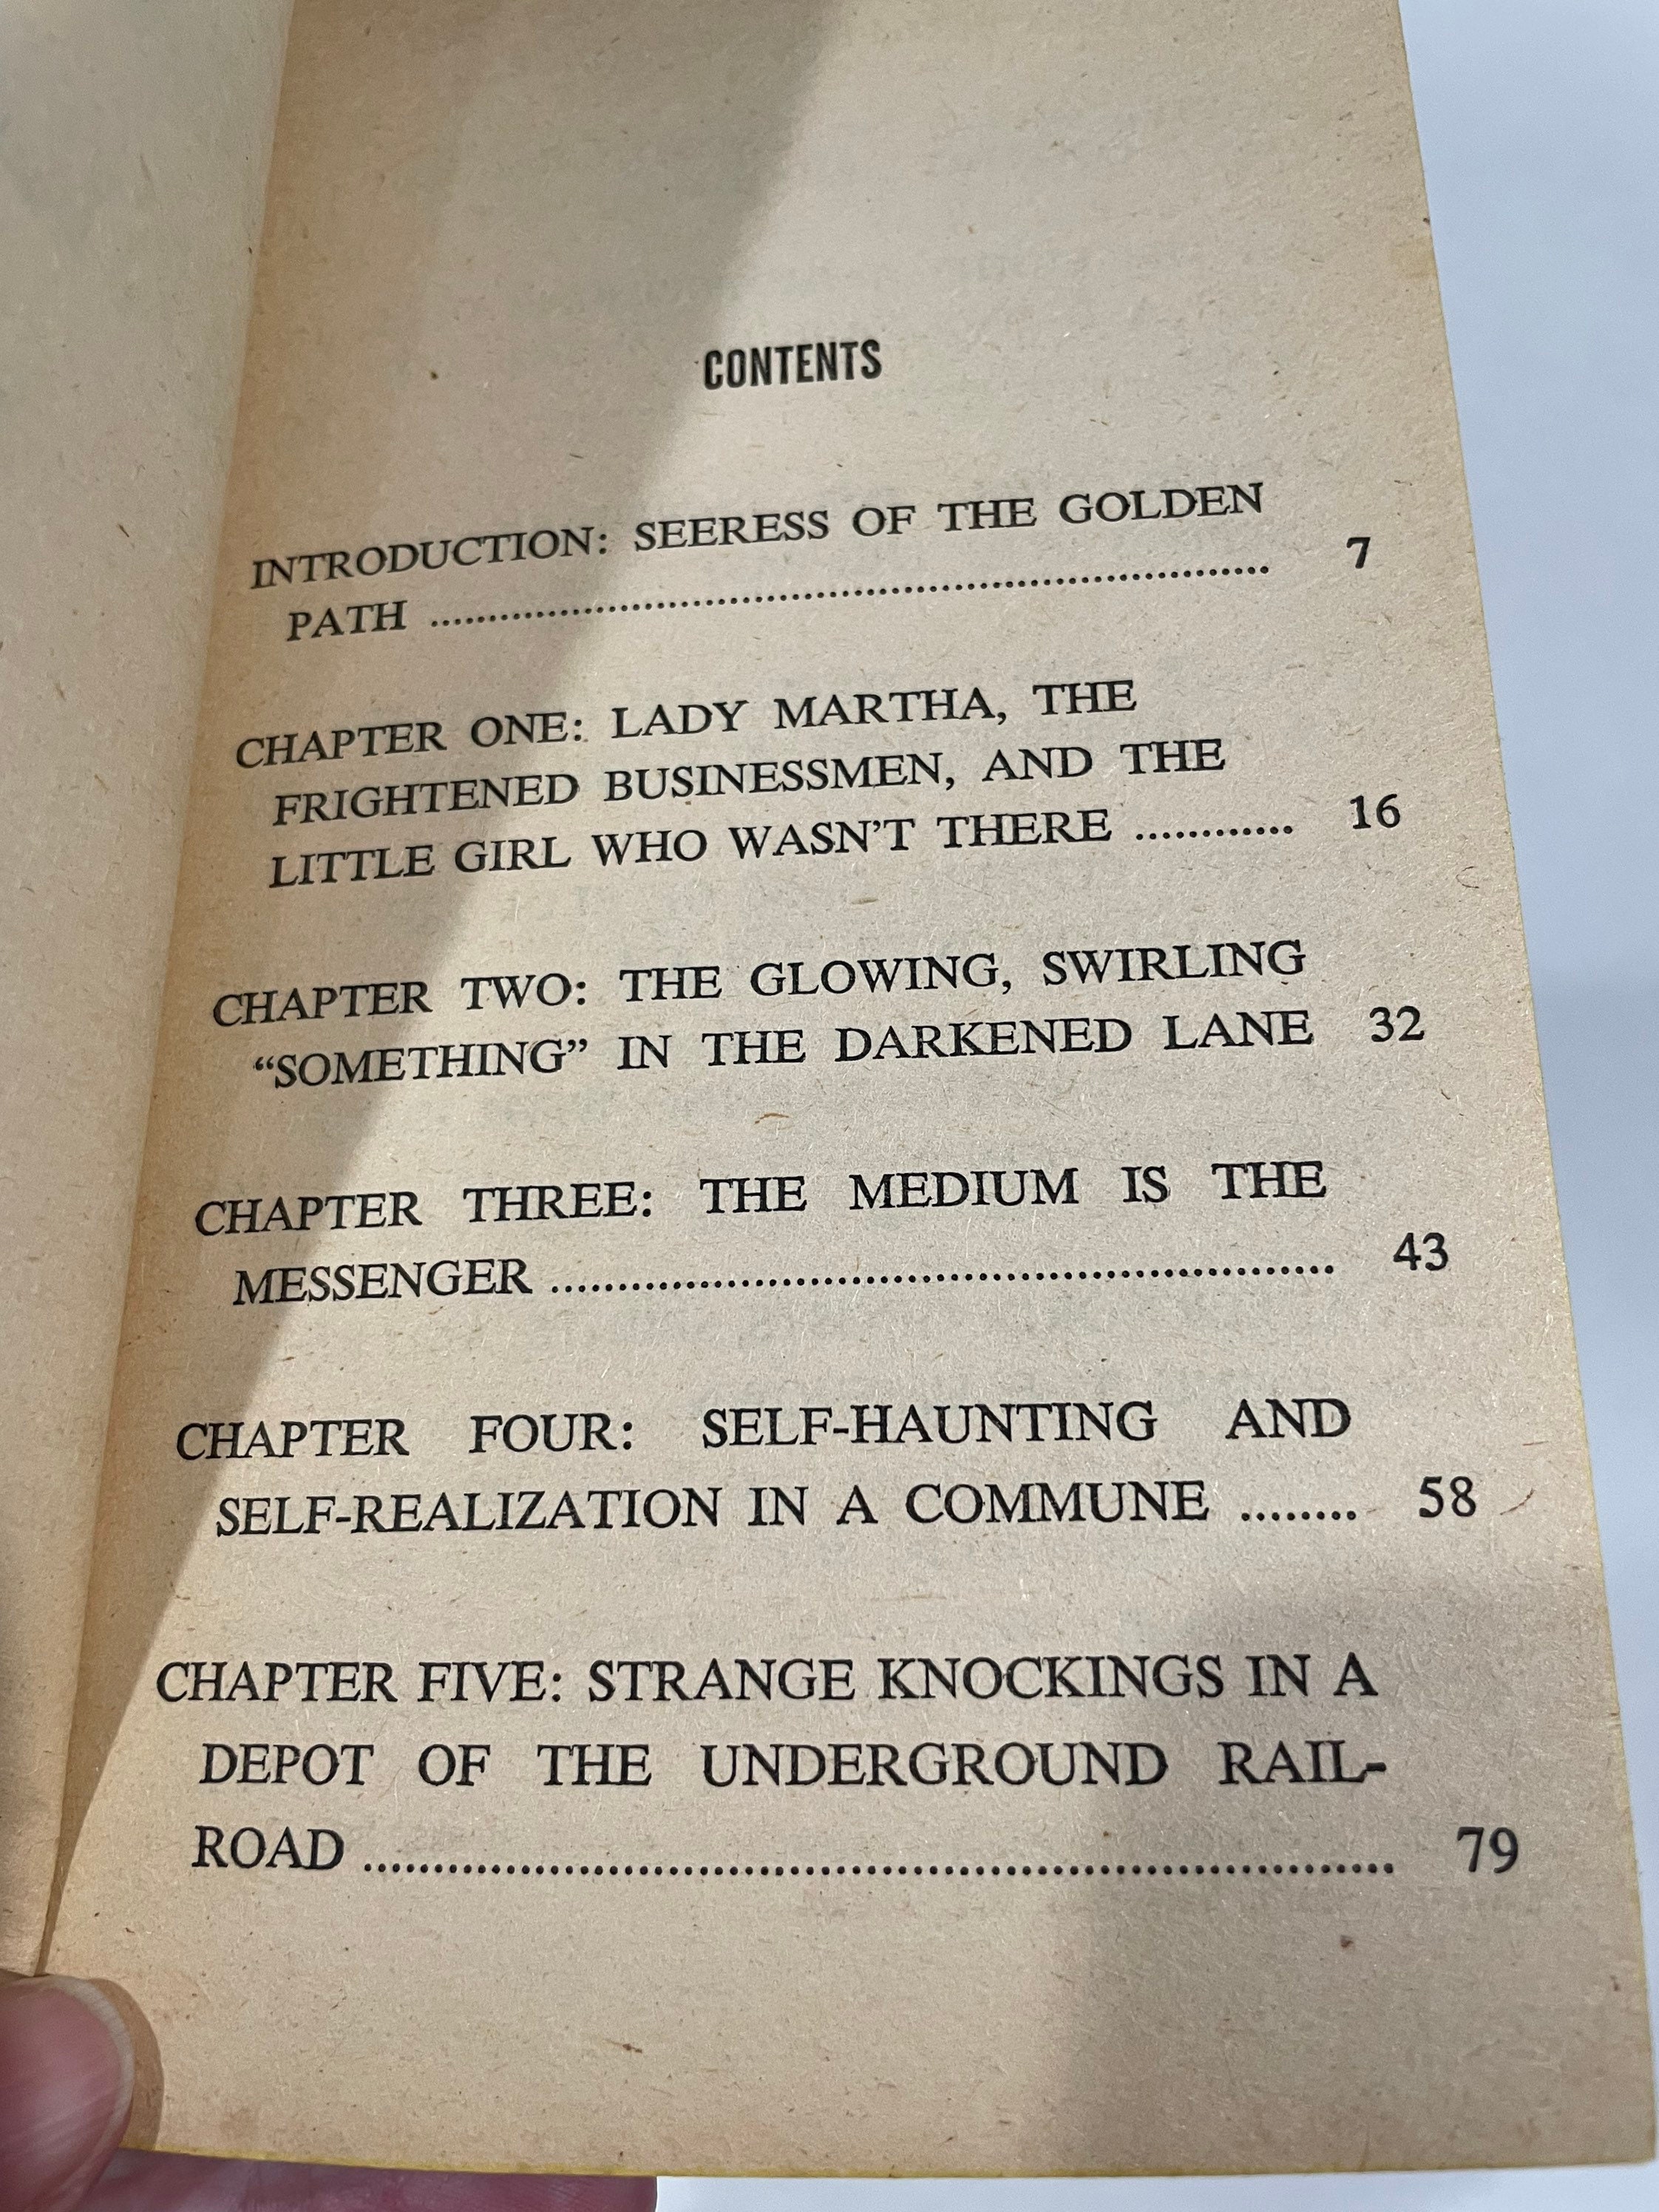 CONTENTS
INTRODUCTION: SEERESS OF THE GOLDEN
PATH ........................................................................ 7
CHAPTER ONE: LADY MARTHA, THE
FRIGHTENED BUSINESSMEN, AND THE
LITTLE GIRL WHO WASN'T THERE ............ 16
CHAPTER TWO: THE GLOWING, SWIRLING
“SOMETHING” IN THE DARKENED LANE 32
CHAPTER THREE: THE MEDIUM IS THE
MESSENGER ............................................................ 43
CHAPTER FOUR: SELF-HAUNTING AND
SELF-REALIZATION IN A COMMUNE ........ 58
CHAPTER FIVE: STRANGE KNOCKINGS IN A
DEPOT OF THE UNDERGROUND RAIL-
ROAD ........................................................................ 79